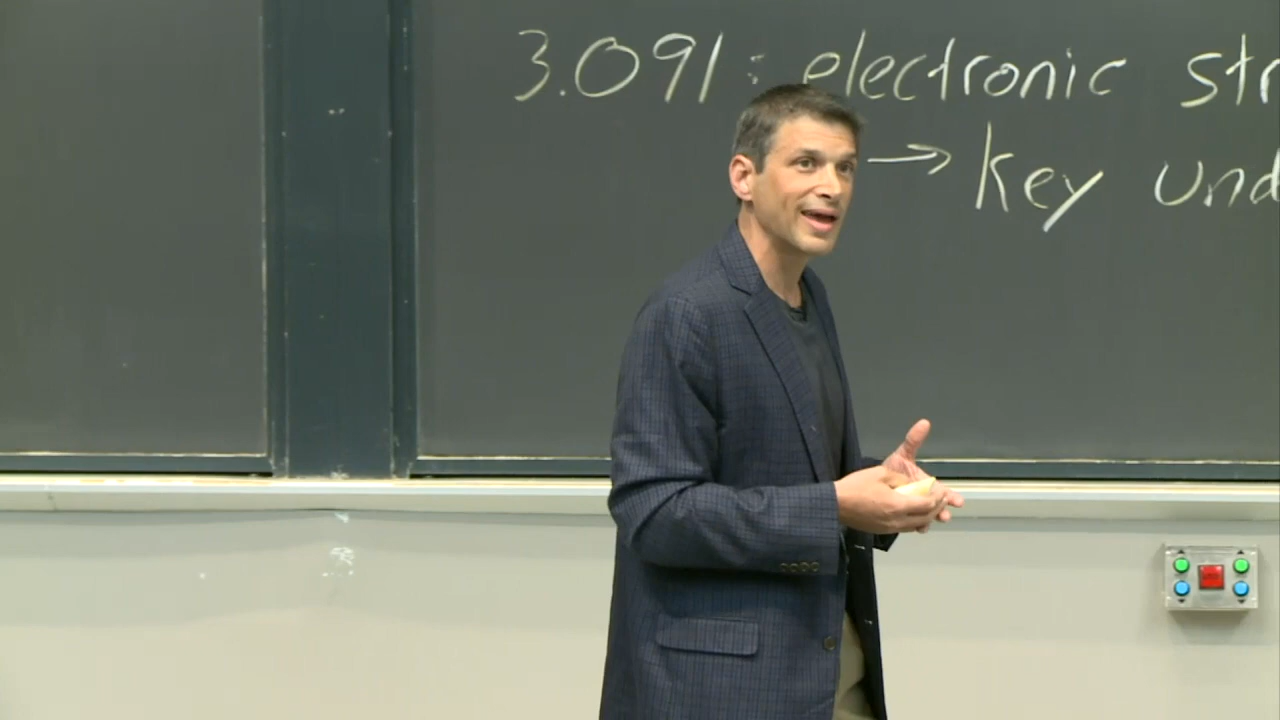 3.091: electronic str
→ key und